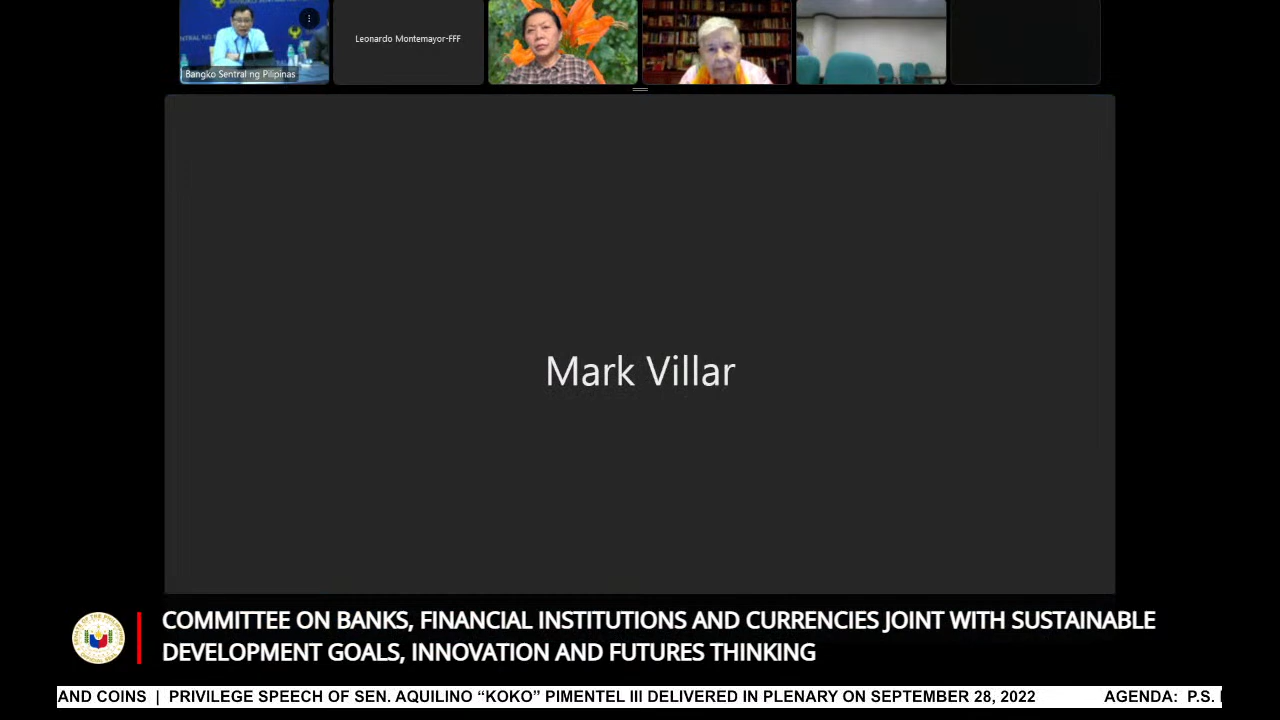 Bangko Sentral ng Pilipinas
Leonardo Montemayor-FFF
Mark Villar
COMMITTEE ON BANKS, FINANCIAL INSTITUTIONS AND CURRENCIES JOINT WITH SUSTAINABLE
DEVELOPMENT GOALS, INNOVATION AND FUTURES THINKING
AND COINS | PRIVILEGE SPEECH OF SEN. AQUILINO “KOKO” PIMENTEL III DELIVERED IN PLENARY ON SEPTEMBER 28, 2022 AGENDA: P.S.